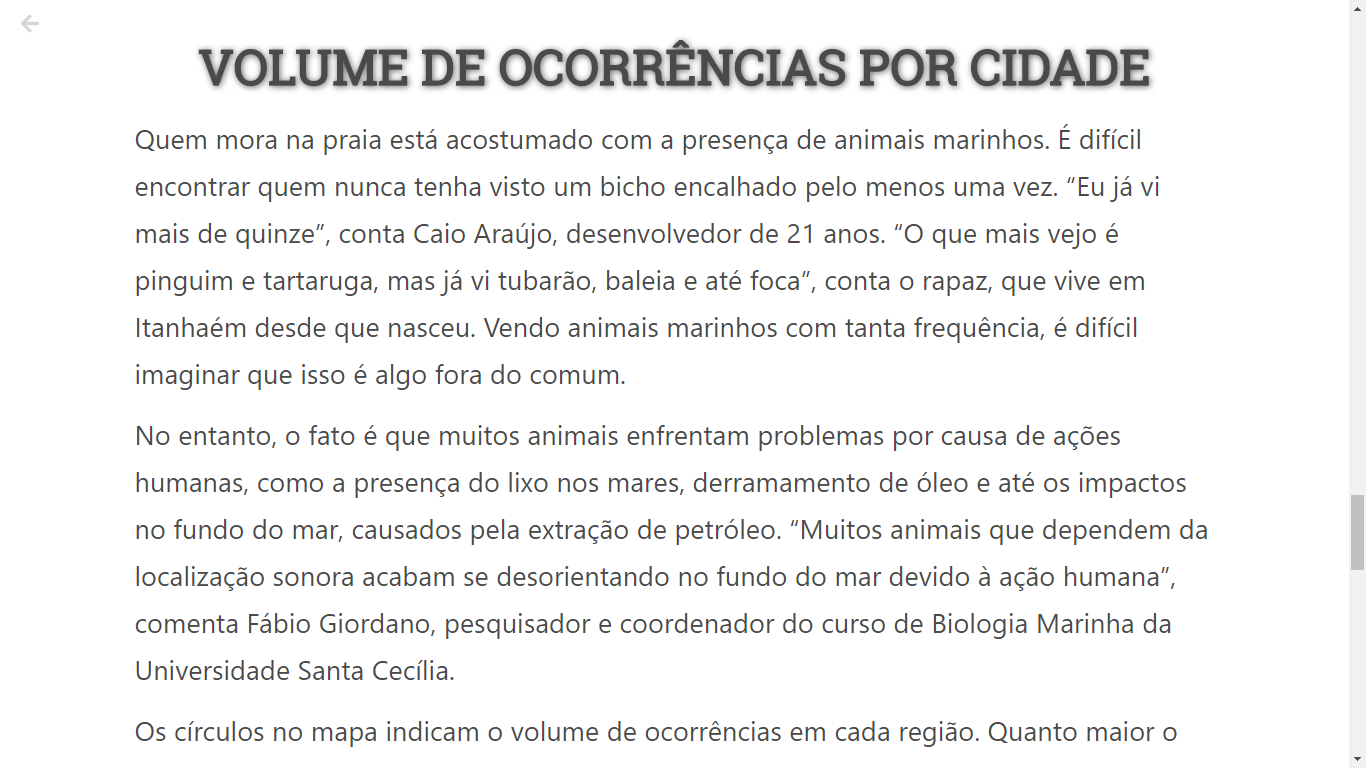 VOLUME DE OCORRÊNCIAS POR CIDADE
Quem mora na praia está acostumado com a presença de animais marinhos. É difícil
encontrar quem nunca tenha visto um bicho encalhado pelo menos uma vez. “Eu já vi
mais de quinze”, conta Caio Araújo, desenvolvedor de 21 anos. “O que mais vejo é
pinguim e tartaruga, mas já vi tubarão, baleia e até foca”, conta o rapaz, que vive em
Itanhaém desde que nasceu. Vendo animais marinhos com tanta frequência, é difícil
imaginar que isso é algo fora do comum.
No entanto, o fato é que muitos animais enfrentam problemas por causa de ações
humanas, como a presença do lixo nos mares, derramamento de óleo e até os impactos
no fundo do mar, causados pela extração de petróleo. “Muitos animais que dependem da
localização sonora acabam se desorientando no fundo do mar devido à ação humana”,
comenta Fábio Giordano, pesquisador e coordenador do curso de Biologia Marinha da
Universidade Santa Cecília.
Os círculos no mapa indicam o volume de ocorrências em cada região. Quanto maior o